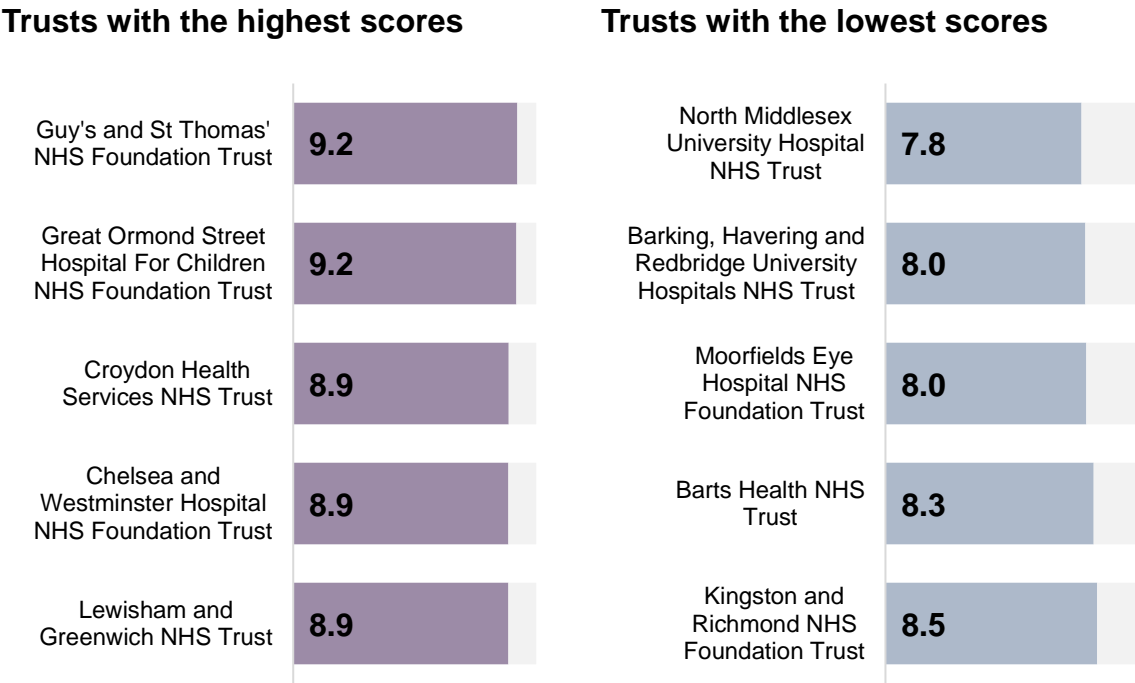 Trusts with the highest scores
Guy's and St Thomas'
NHS Foundation Trust
9.2
Great Ormond Street
Hospital For Children
NHS Foundation Trust
9.2
Croydon Health
Services NHS Trust
8.9
Chelsea and
Westminster Hospital
NHS Foundation Trust
8.9
Lewisham and
Greenwich NHS Trust
8.9
Trusts with the lowest scores
North Middlesex
University Hospital
NHS Trust
7.8
Barking, Havering and
Redbridge University
Hospitals NHS Trust
8.0
Moorfields Eye
Hospital NHS
Foundation Trust
8.0
Barts Health NHS
Trust
8.3
Kingston and
Richmond NHS
Foundation Trust
8.5